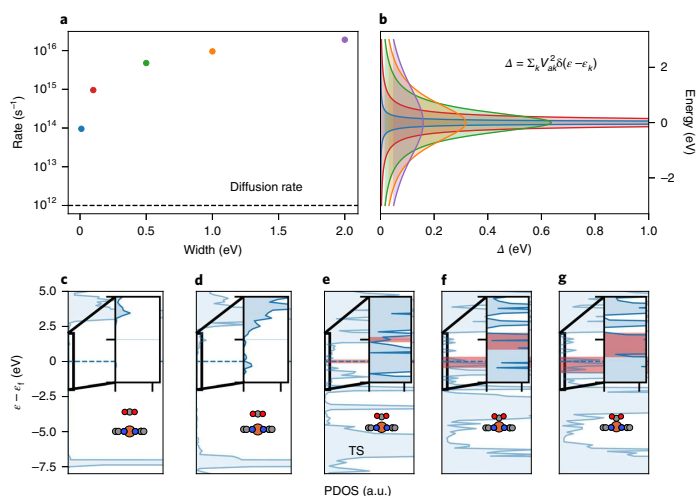 a
b
10¹⁶
10¹⁵
10¹⁴
10¹³
10¹²
Rate (s⁻¹)
Diffusion rate
0
0.5
1.0
1.5
2.0
Width (eV)
Δ = Σₖ V²ₐₖ δ(ε − εₖ)
2
0
−2
Energy (eV)
0
0.2
0.4
0.6
0.8
1.0
Δ (eV)
c
d
e
f
g
5.0
2.5
0
−2.5
−5.0
−7.5
ε − εf (eV)
TS
PDOS (a.u.)